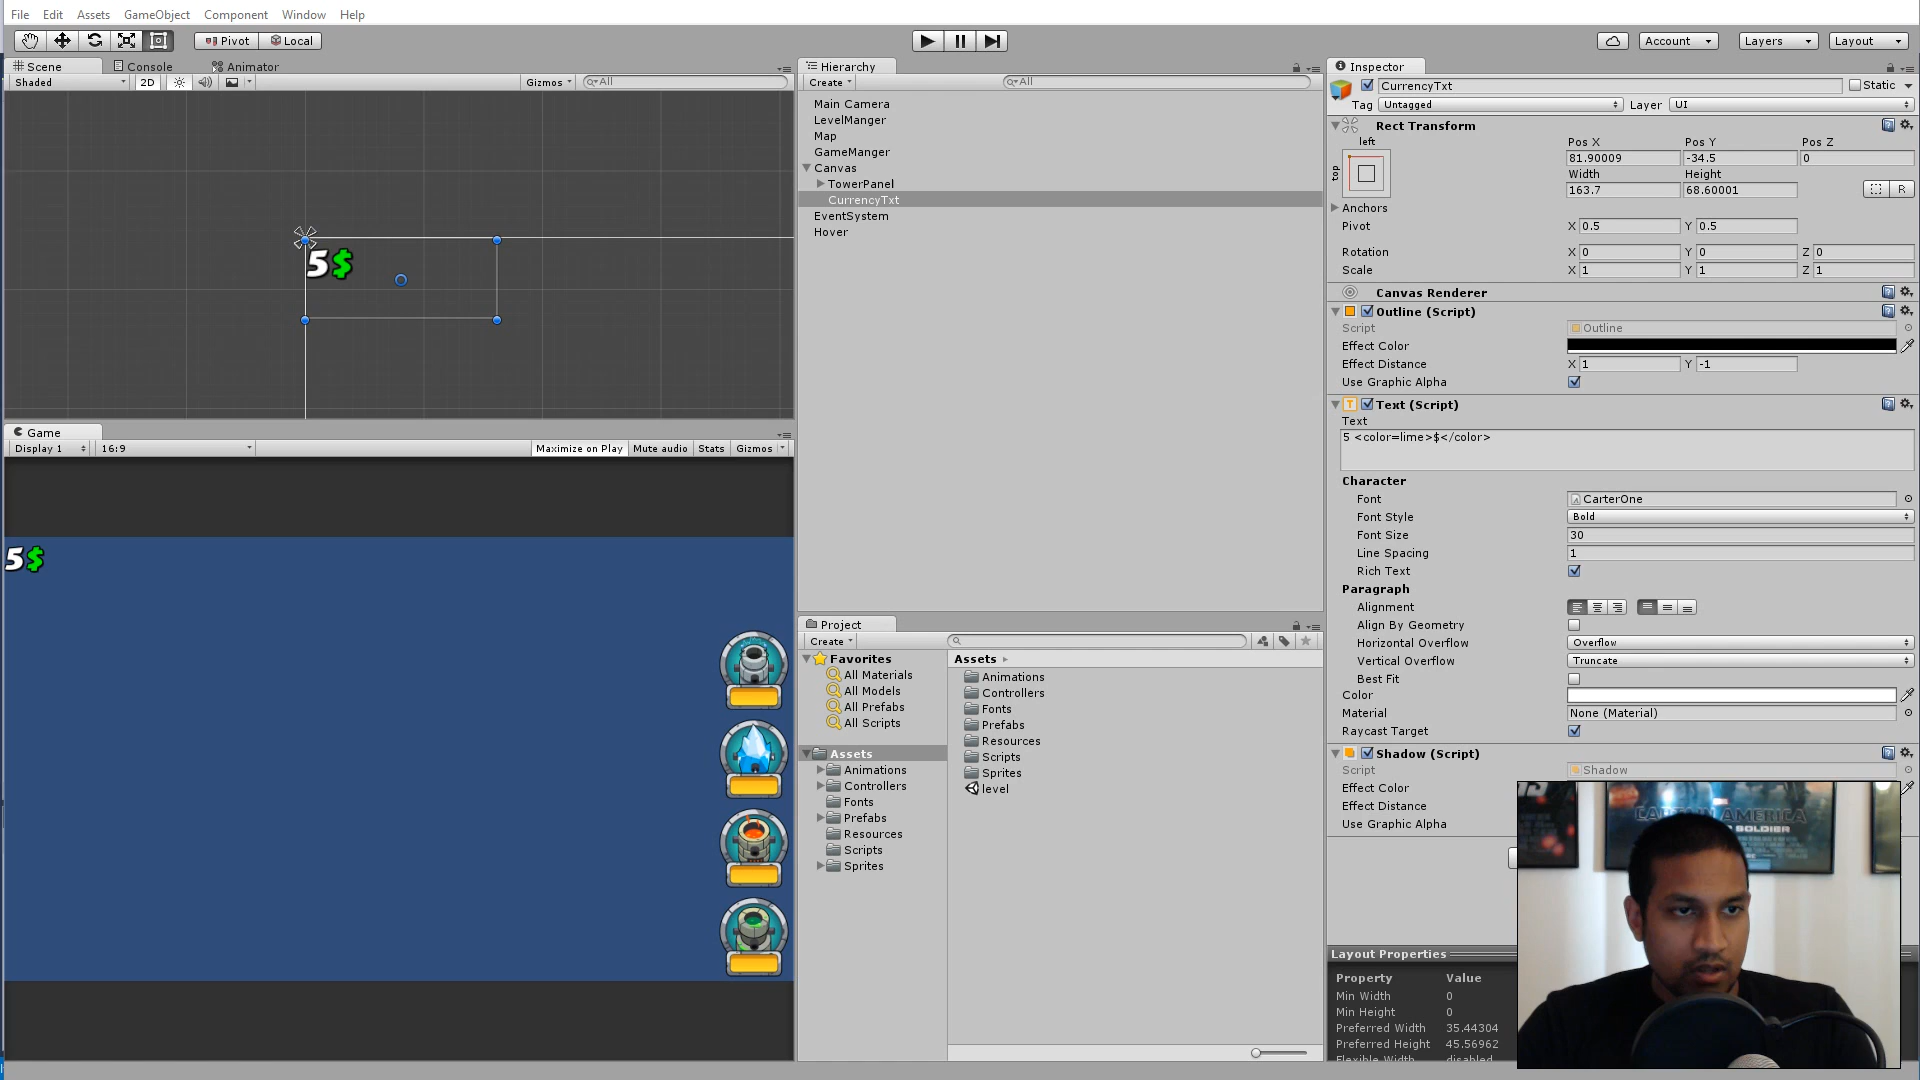 File Edit Assets GameObject Component Window Help
Pivot Local
Account Layers Layout
Scene Console Animator
Shaded 2D Gizmos All
5$
Game
Display 1 16:9 Maximize on Play Mute audio Stats Gizmos
5$
Hierarchy
Create All
Main Camera
LevelManger
Map
GameManger
Canvas
TowerPanel
CurrencyTxt
EventSystem
Hover
Project
Create
Favorites
All Materials
All Models
All Prefabs
All Scripts
Assets
Animations
Controllers
Fonts
Prefabs
Resources
Scripts
Sprites
Assets
Animations
Controllers
Fonts
Prefabs
Resources
Scripts
Sprites
level
Inspector
CurrencyTxt Static
Tag Untagged Layer UI
Rect Transform
left
top
Pos X Pos Y Pos Z
81.90009 -34.5 0
Width Height
163.7 68.60001
R
Anchors
Pivot X 0.5 Y 0.5
Rotation X 0 Y 0 Z 0
Scale X 1 Y 1 Z 1
Canvas Renderer
Outline (Script)
Script Outline
Effect Color
Effect Distance X 1 Y -1
Use Graphic Alpha
Text (Script)
Text
5 <color=lime>$</color>
Character
Font CarterOne
Font Style Bold
Font Size 30
Line Spacing 1
Rich Text
Paragraph
Alignment
Align By Geometry
Horizontal Overflow Overflow
Vertical Overflow Truncate
Best Fit
Color
Material None (Material)
Raycast Target
Shadow (Script)
Script Shadow
Effect Color
Effect Distance
Use Graphic Alpha
Layout Properties
Property Value
Min Width 0
Min Height 0
Preferred Width 35.44304
Preferred Height 45.56962
Flexible Width disabled
CAPTAIN AMERICA
SOLDIER